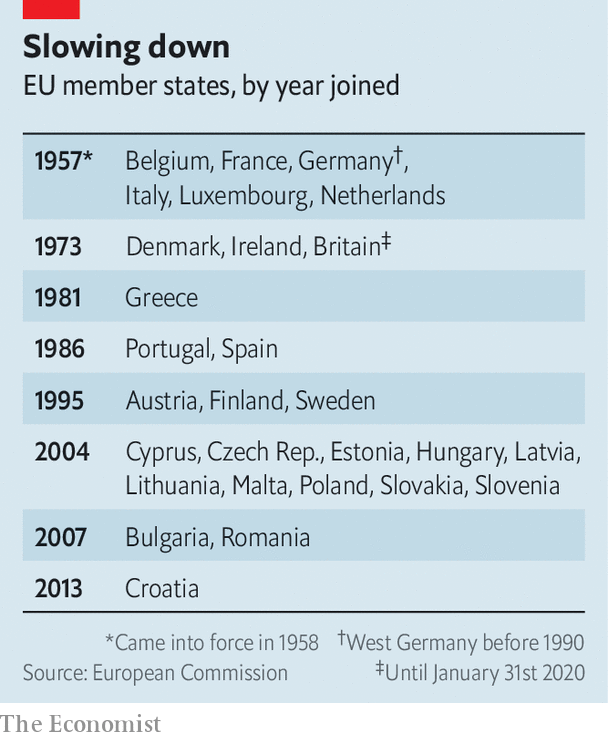 Slowing down
EU member states, by year joined
1957* Belgium, France, Germany†,
Italy, Luxembourg, Netherlands
1973 Denmark, Ireland, Britain‡
1981 Greece
1986 Portugal, Spain
1995 Austria, Finland, Sweden
2004 Cyprus, Czech Rep., Estonia, Hungary, Latvia,
Lithuania, Malta, Poland, Slovakia, Slovenia
2007 Bulgaria, Romania
2013 Croatia
*Came into force in 1958 †West Germany before 1990
Source: European Commission ‡Until January 31st 2020
The Economist